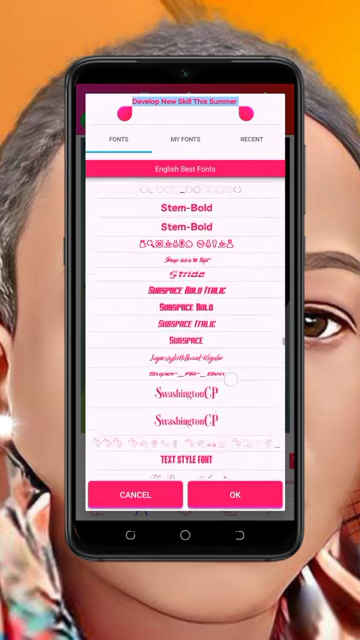 Develop New Skill This Summer
FONTS MY FONTS RECENT
English Best Fonts
Stem-Bold
Stem-Bold
Stride
Subspace Bold Italic
Subspace Bold
Subspace Italic
Subspace
Super_Air_Ben
SwashingtonCP
SwashingtonCP
TEXT STYLE FONT
CANCEL OK